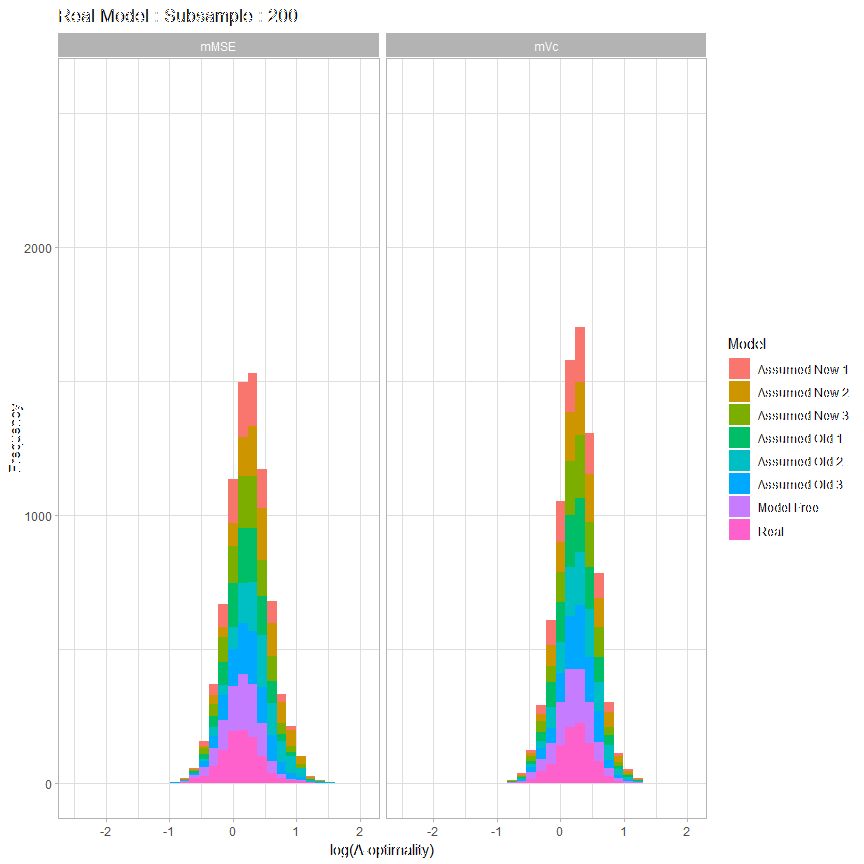 Real Model : Subsample : 200
mMSE
mVc
Frequency
2000
1000
0
-2 -1 0 1 2
-2 -1 0 1 2
log(A-optimality)
Model
Assumed New 1
Assumed New 2
Assumed New 3
Assumed Old 1
Assumed Old 2
Assumed Old 3
Model Free
Real